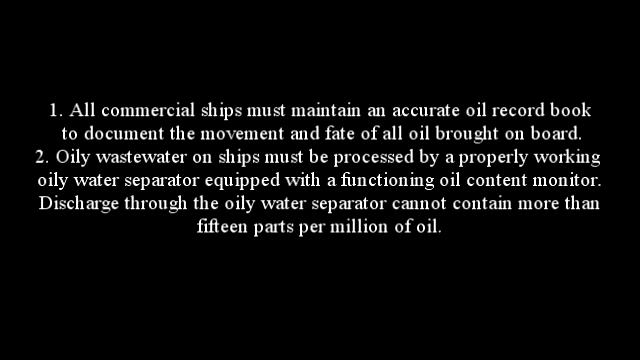 1. All commercial ships must maintain an accurate oil record book
to document the movement and fate of all oil brought on board.
2. Oily wastewater on ships must be processed by a properly working
oily water separator equipped with a functioning oil content monitor.
Discharge through the oily water separator cannot contain more than
fifteen parts per million of oil.